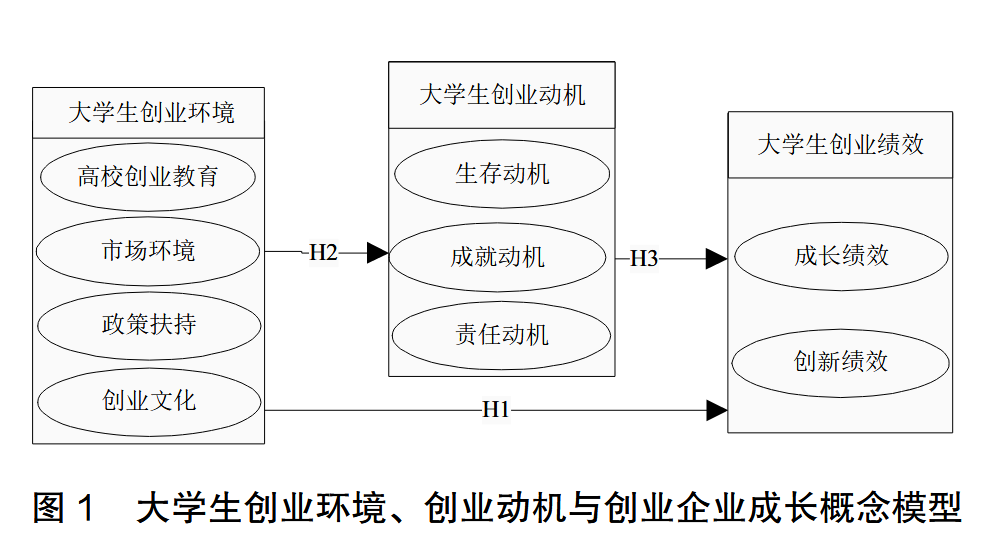 大学生创业环境
高校创业教育
市场环境
政策扶持
创业文化
H2
大学生创业动机
生存动机
成就动机
责任动机
H3
H1
大学生创业绩效
成长绩效
创新绩效
图 1 大学生创业环境、创业动机与创业企业成长概念模型